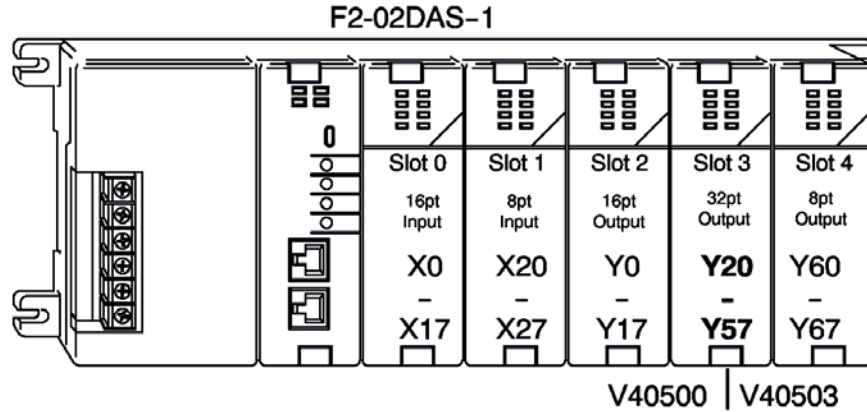 F2-02DAS-1
Slot 0 Slot 1 Slot 2 Slot 3 Slot 4
16pt 8pt 16pt 32pt 8pt
Input Input Output Output Output
X0 X20 Y0 Y20 Y60
– – – – –
X17 X27 Y17 Y57 Y67
V40500 V40503